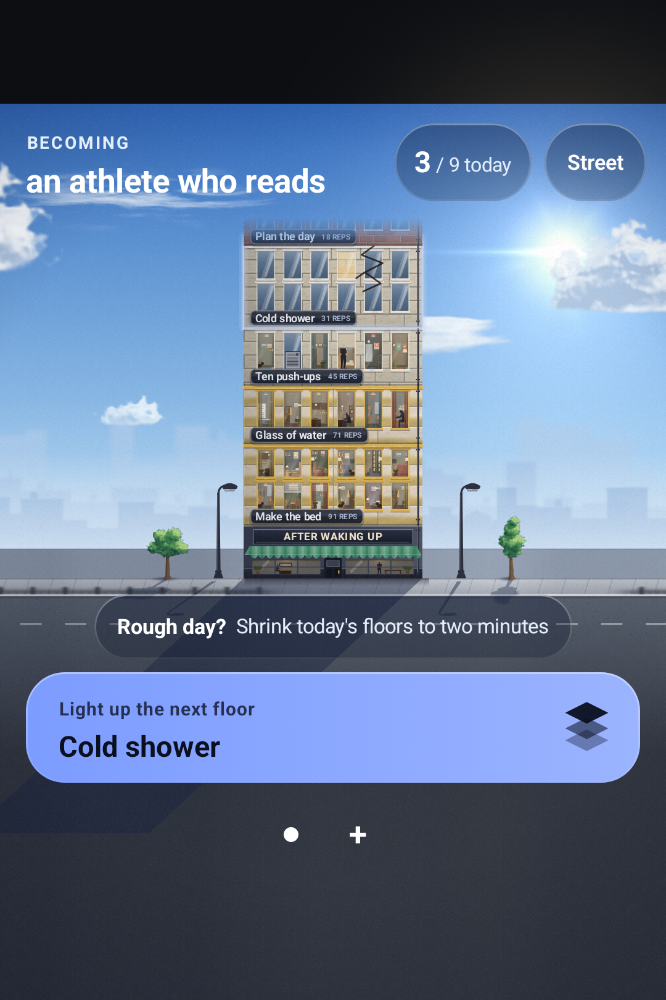 BECOMING
an athlete who reads
3 / 9 today
Street
Plan the day 18 REPS
Cold shower 31 REPS
Ten push-ups 45 REPS
Glass of water 71 REPS
Make the bed 91 REPS
AFTER WAKING UP
Rough day? Shrink today's floors to two minutes
Light up the next floor
Cold shower